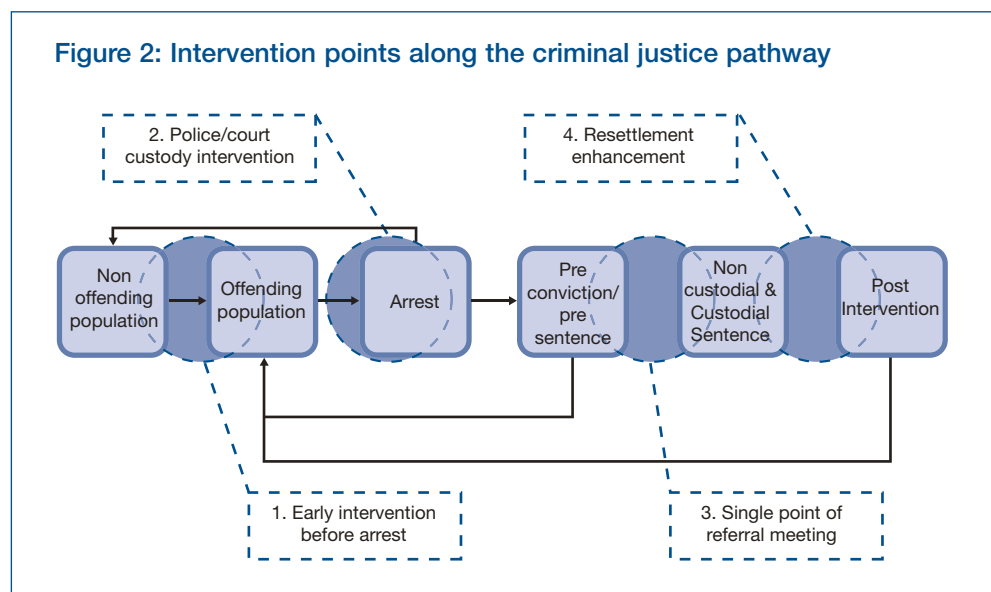 Figure 2: Intervention points along the criminal justice pathway
2. Police/court
custody intervention
4. Resettlement
enhancement
Non
offending
population
Offending
population
Arrest
Pre
conviction/
pre
sentence
Non
custodial &
Custodial
Sentence
Post
Intervention
1. Early intervention
before arrest
3. Single point of
referral meeting